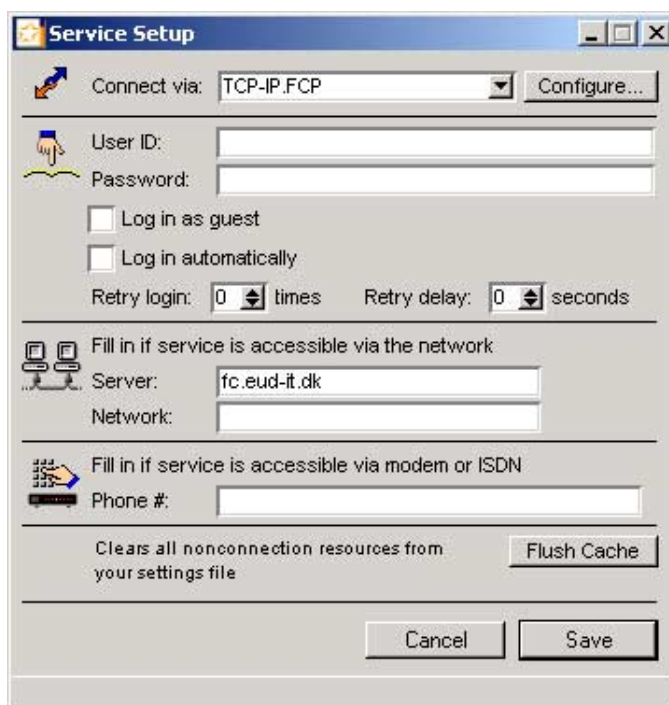 Service Setup
Connect via: TCP-IP.FCP Configure...
User ID:
Password:
Log in as guest
Log in automatically
Retry login: 0 times Retry delay: 0 seconds
Fill in if service is accessible via the network
Server: fc.eud-it.dk
Network:
Fill in if service is accessible via modem or ISDN
Phone #:
Clears all nonconnection resources from
your settings file
Flush Cache
Cancel Save